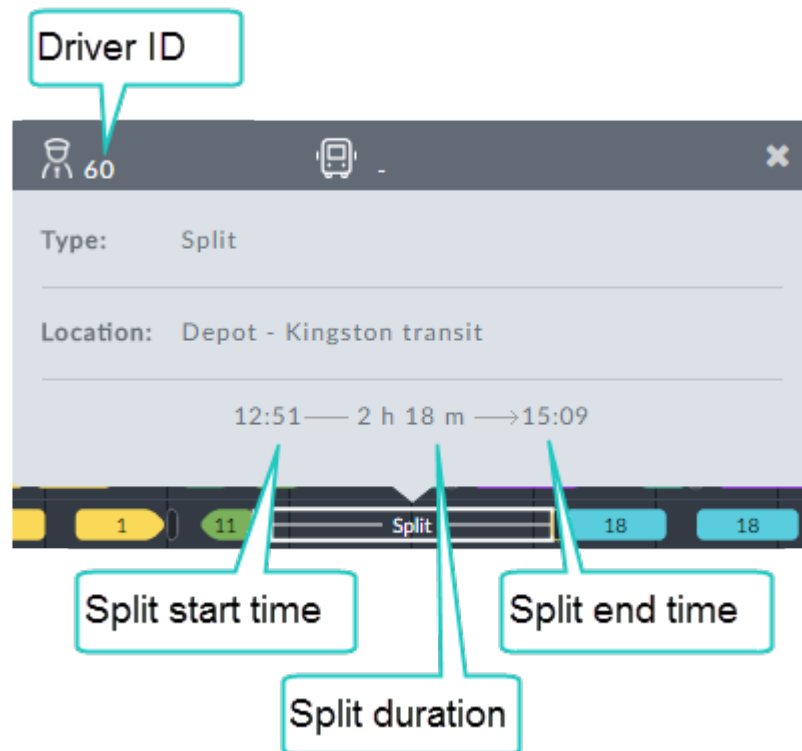 Driver ID
60 -
Type: Split
Location: Depot - Kingston transit
12:51 2 h 18 m 15:09
1 11 Split 18 18
Split start time
Split end time
Split duration